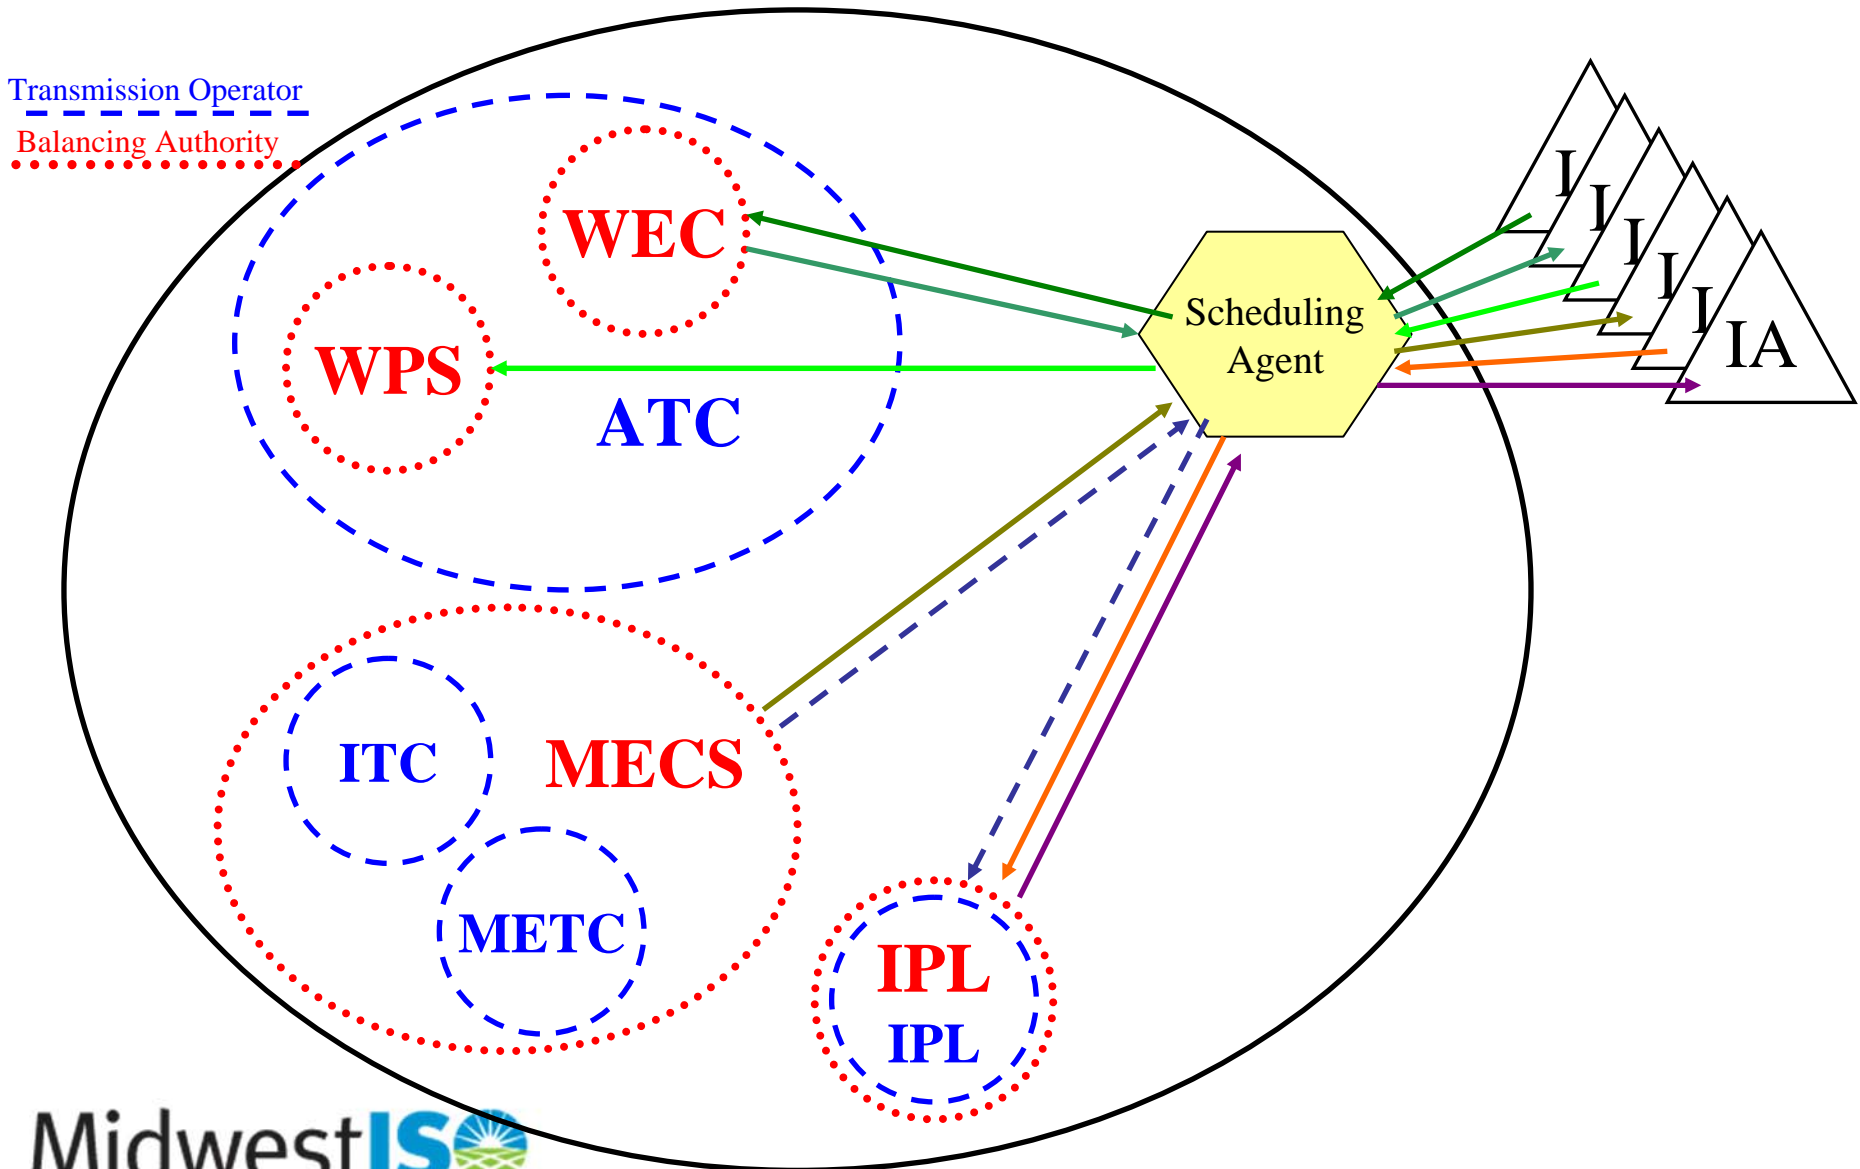 Transmission Operator
Balancing Authority
WEC
WPS
ATC
Scheduling
Agent
I
I
I
I
I
IA
ITC
MECS
METC
IPL
IPL
MidwestISO